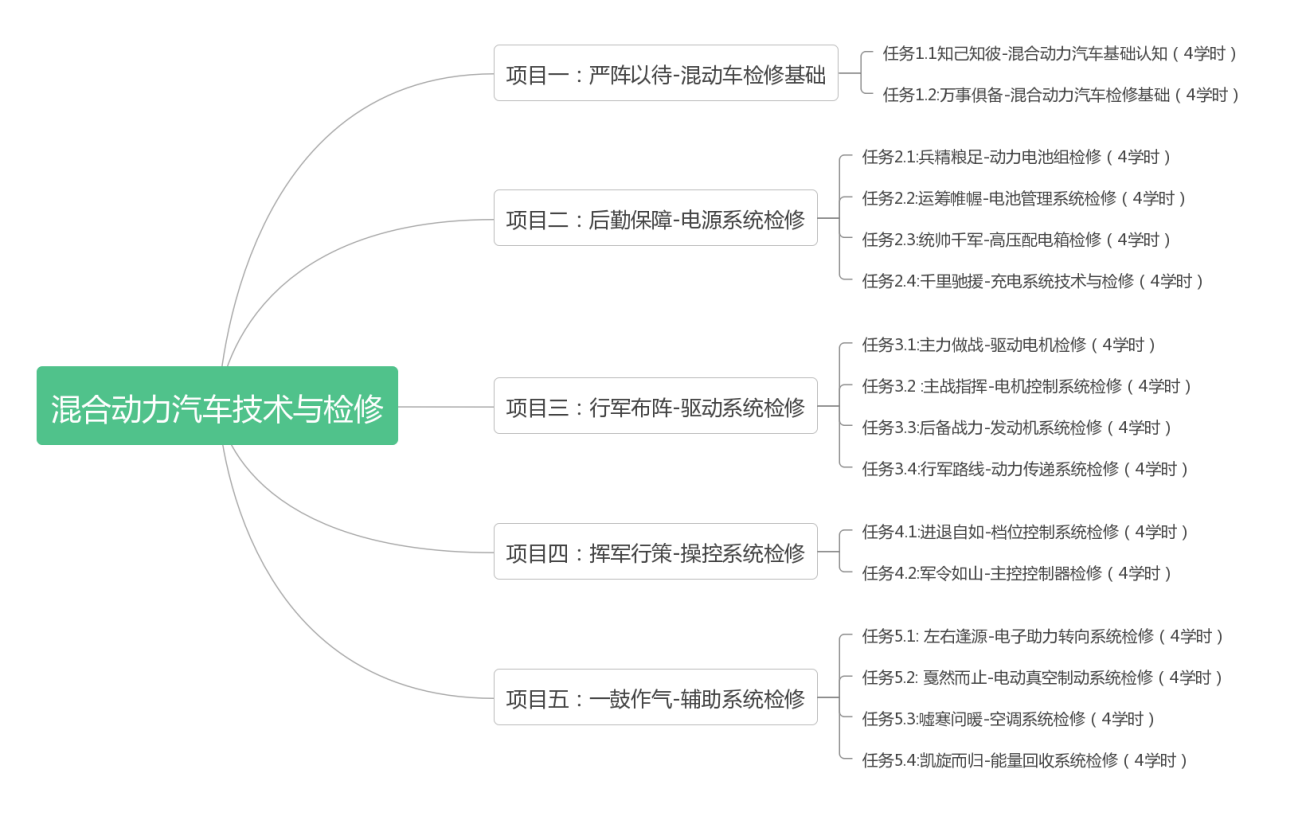 混合动力汽车技术与检修
项目一：严阵以待-混动车检修基础
任务1.1知己知彼-混合动力汽车基础认知（4学时）
任务1.2:万事俱备-混合动力汽车检修基础（4学时）
项目二：后勤保障-电源系统检修
任务2.1:兵精粮足-动力电池组检修（4学时）
任务2.2:运筹帷幄-电池管理系统检修（4学时）
任务2.3:统帅千军-高压配电箱检修（4学时）
任务2.4:千里驰援-充电系统技术与检修（4学时）
项目三：行军布阵-驱动系统检修
任务3.1:主力做战-驱动电机检修（4学时）
任务3.2 :主战指挥-电机控制系统检修（4学时）
任务3.3:后备战力-发动机系统检修（4学时）
任务3.4:行军路线-动力传递系统检修（4学时）
项目四：挥军行策-操控系统检修
任务4.1:进退自如-档位控制系统检修（4学时）
任务4.2:军令如山-主控控制器检修（4学时）
项目五：一鼓作气-辅助系统检修
任务5.1: 左右逢源-电子助力转向系统检修（4学时）
任务5.2: 戛然而止-电动真空制动系统检修（4学时）
任务5.3:嘘寒问暖-空调系统检修（4学时）
任务5.4:凯旋而归-能量回收系统检修（4学时）